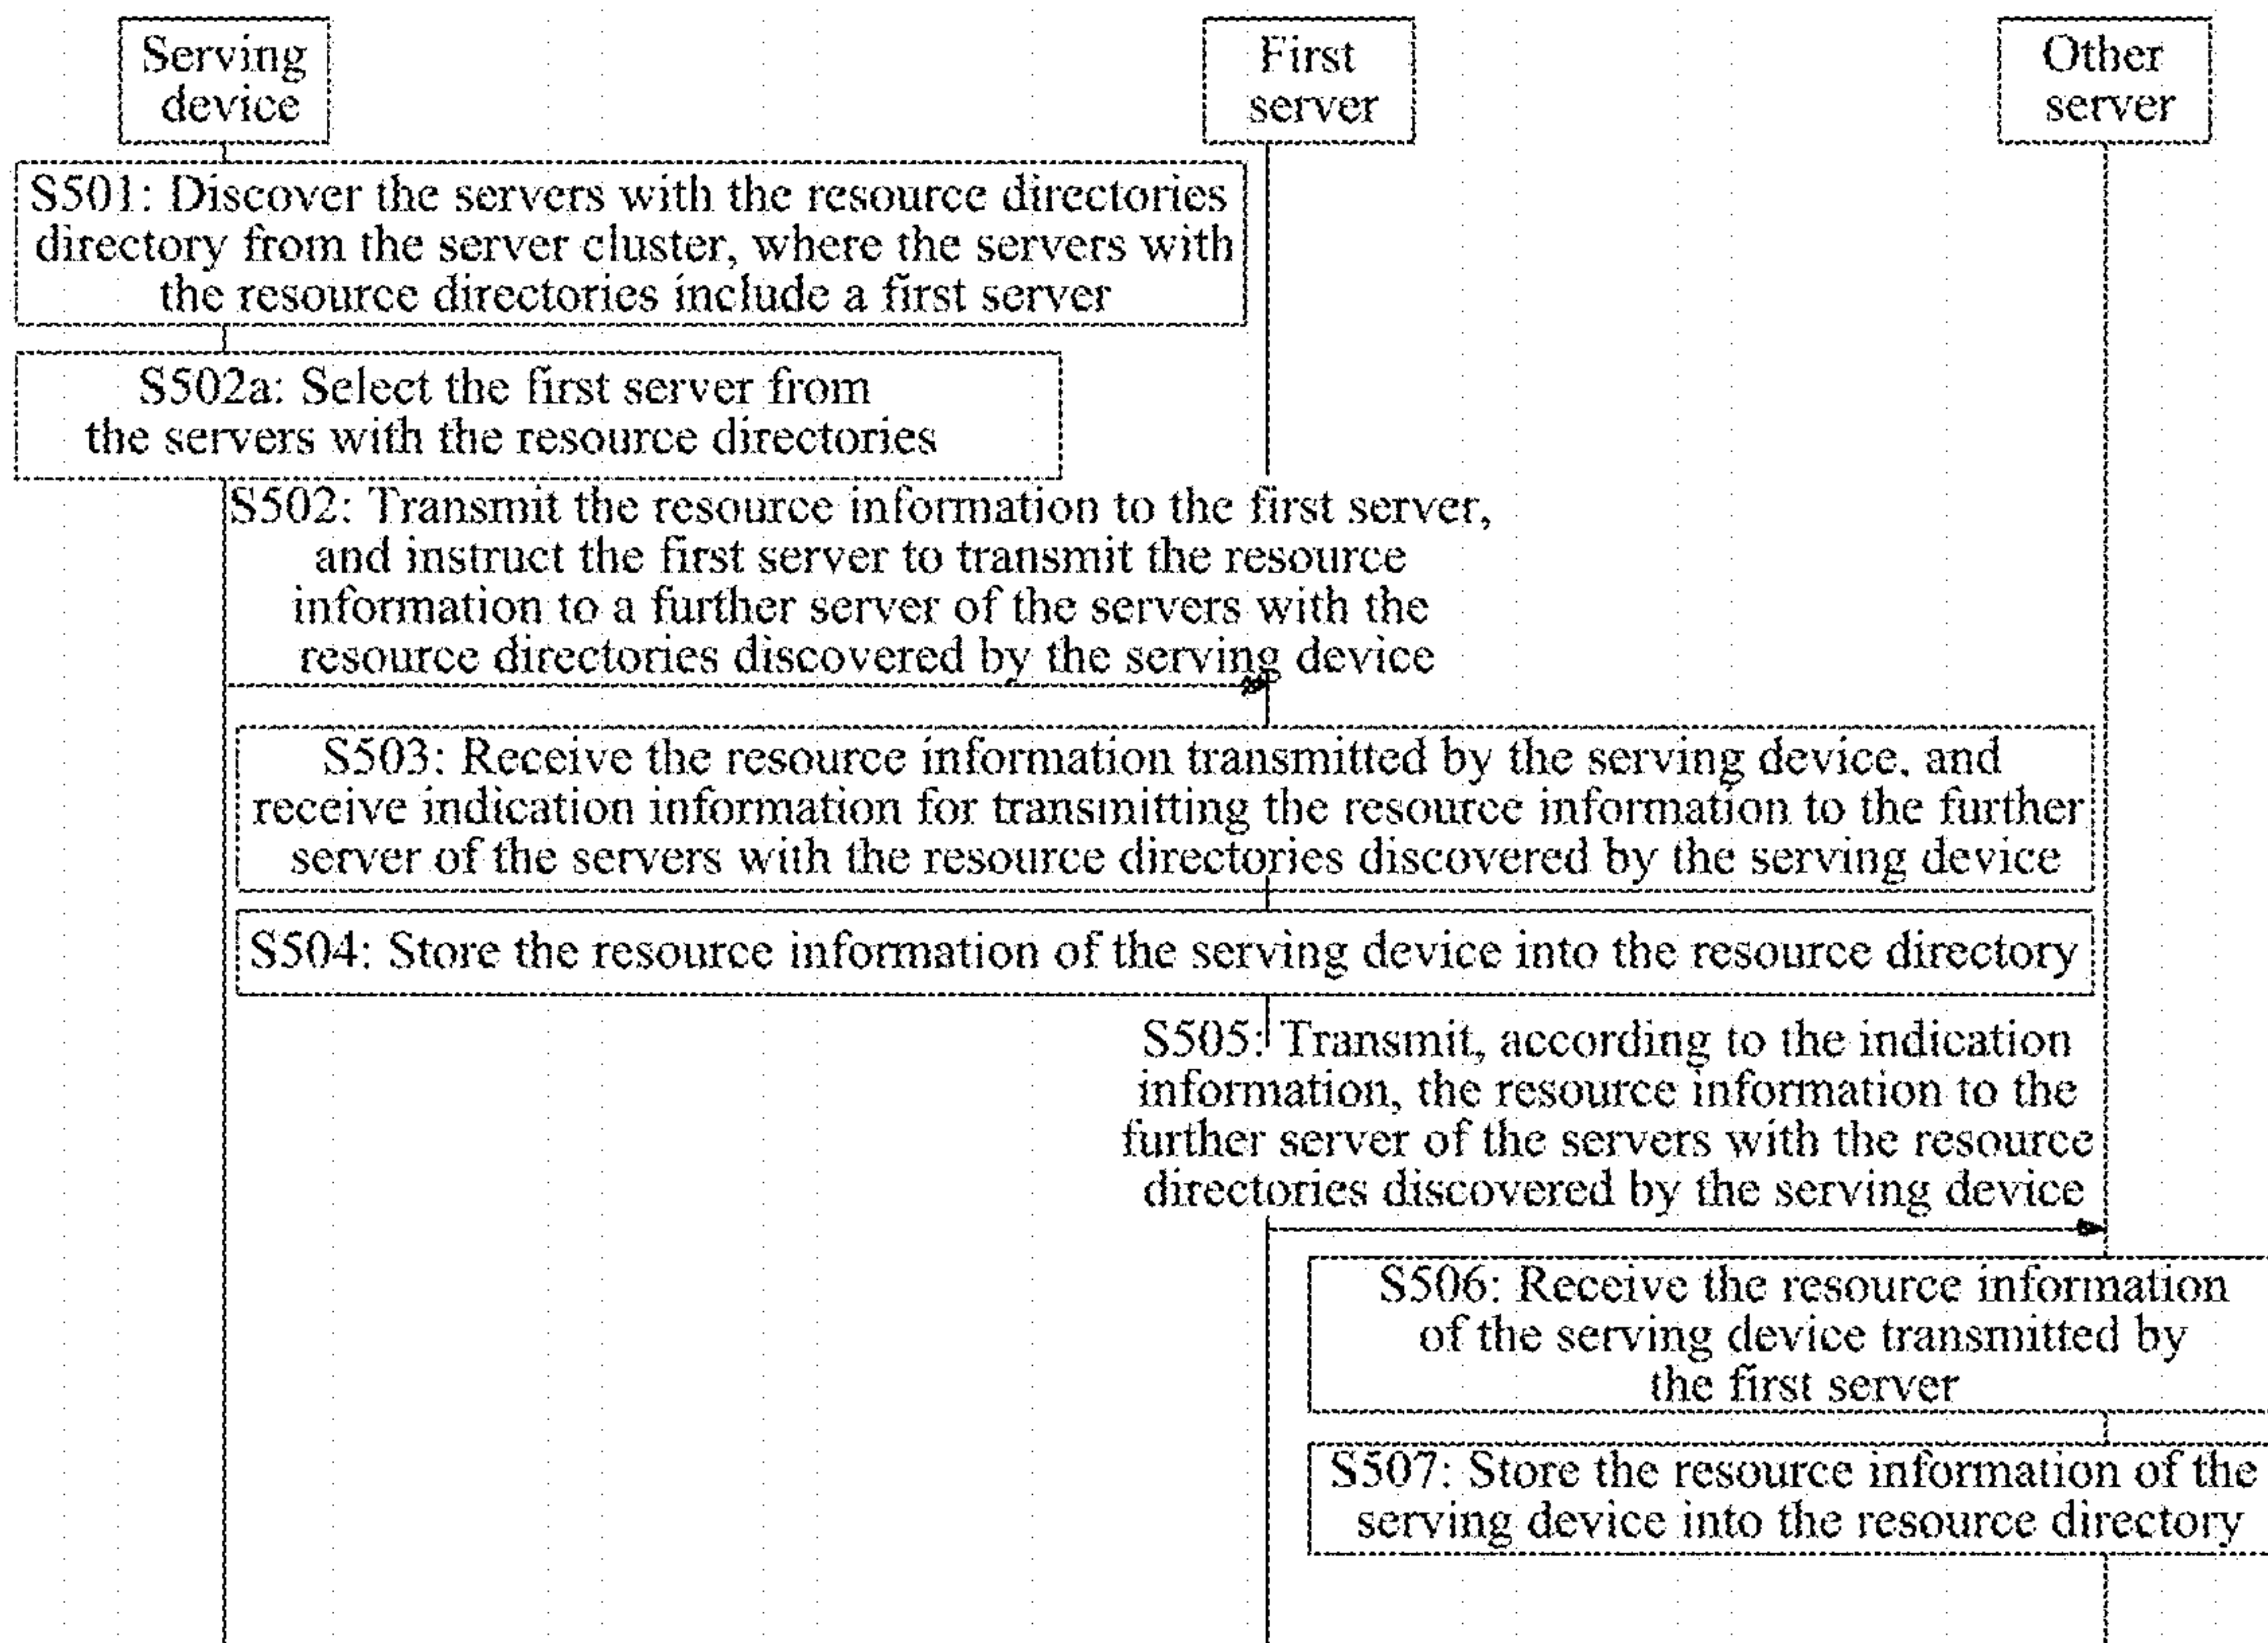 Serving
device
First
server
Other
server
S501: Discover the servers with the resource directories
directory from the server cluster, where the servers with
the resource directories include a first server
S502a: Select the first server from
the servers with the resource directories
S502: Transmit the resource information to the first server,
and instruct the first server to transmit the resource
information to a further server of the servers with the
resource directories discovered by the serving device
S503: Receive the resource information transmitted by the serving device, and
receive indication information for transmitting the resource information to the further
server of the servers with the resource directories discovered by the serving device
S504: Store the resource information of the serving device into the resource directory
S505: Transmit, according to the indication
information, the resource information to the
further server of the servers with the resource
directories discovered by the serving device
S506: Receive the resource information
of the serving device transmitted by
the first server
S507: Store the resource information of the
serving device into the resource directory